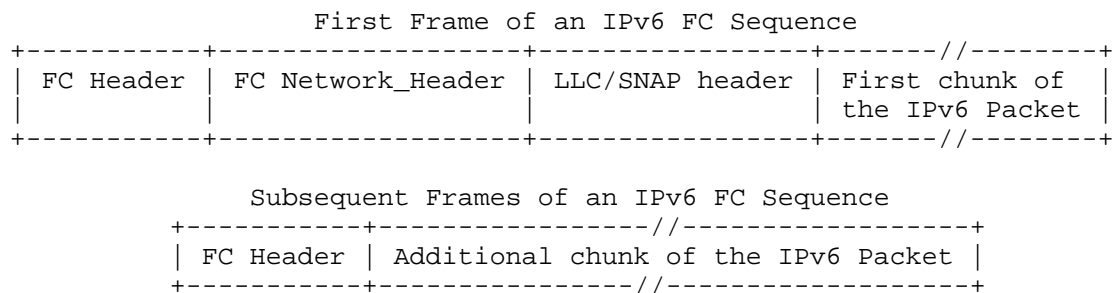 First Frame of an IPv6 FC Sequence
+-----------+-------------------+-----------------+-------//--------+
| FC Header | FC Network_Header | LLC/SNAP header | First chunk of  |
|           |                   |                 | the IPv6 Packet |
+-----------+-------------------+-----------------+-------//--------+
Subsequent Frames of an IPv6 FC Sequence
+-----------+-----------------//------------------+
| FC Header | Additional chunk of the IPv6 Packet |
+-----------+----------------//-------------------+